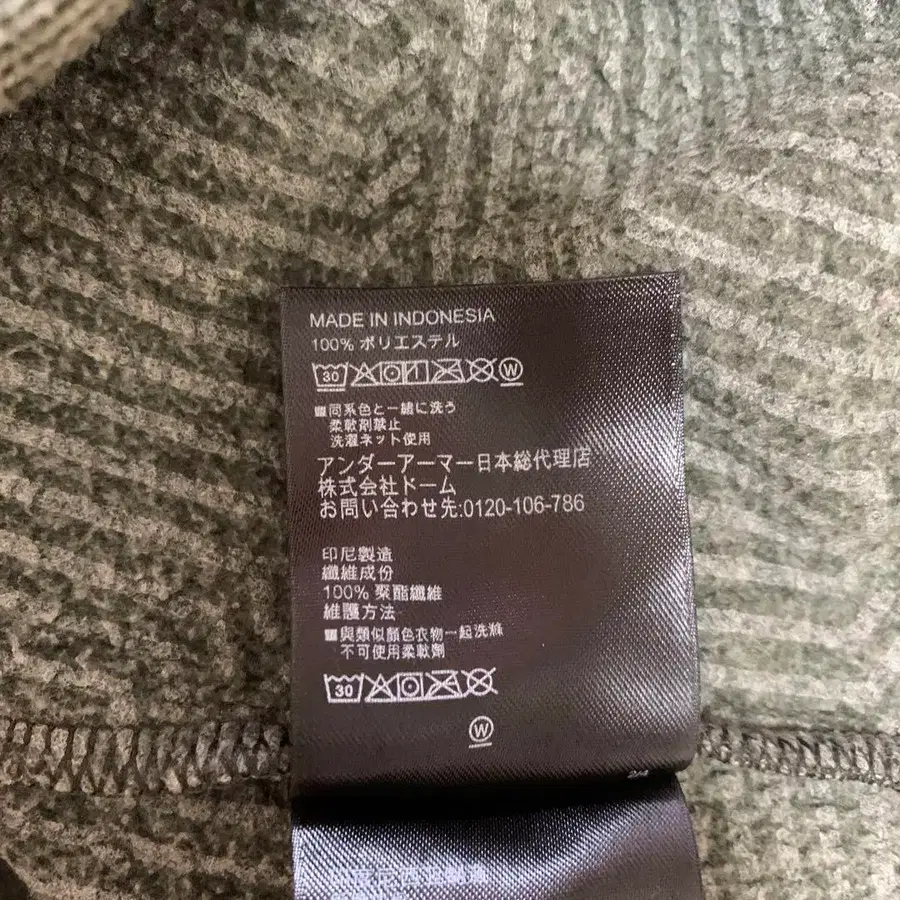 MADE IN INDONESIA
100% ポリエステル
30 W
■同系色と一緒に洗う
柔軟剤禁止
洗濯ネット使用
アンダーアーマー日本総代理店
株式会社ドーム
お問い合わせ先:0120-106-786
印尼製造
纖維成份
100% 聚酯纖維
維護方法
■與類似顏色衣物一起洗滌
不可使用柔軟劑
30
W
2/4